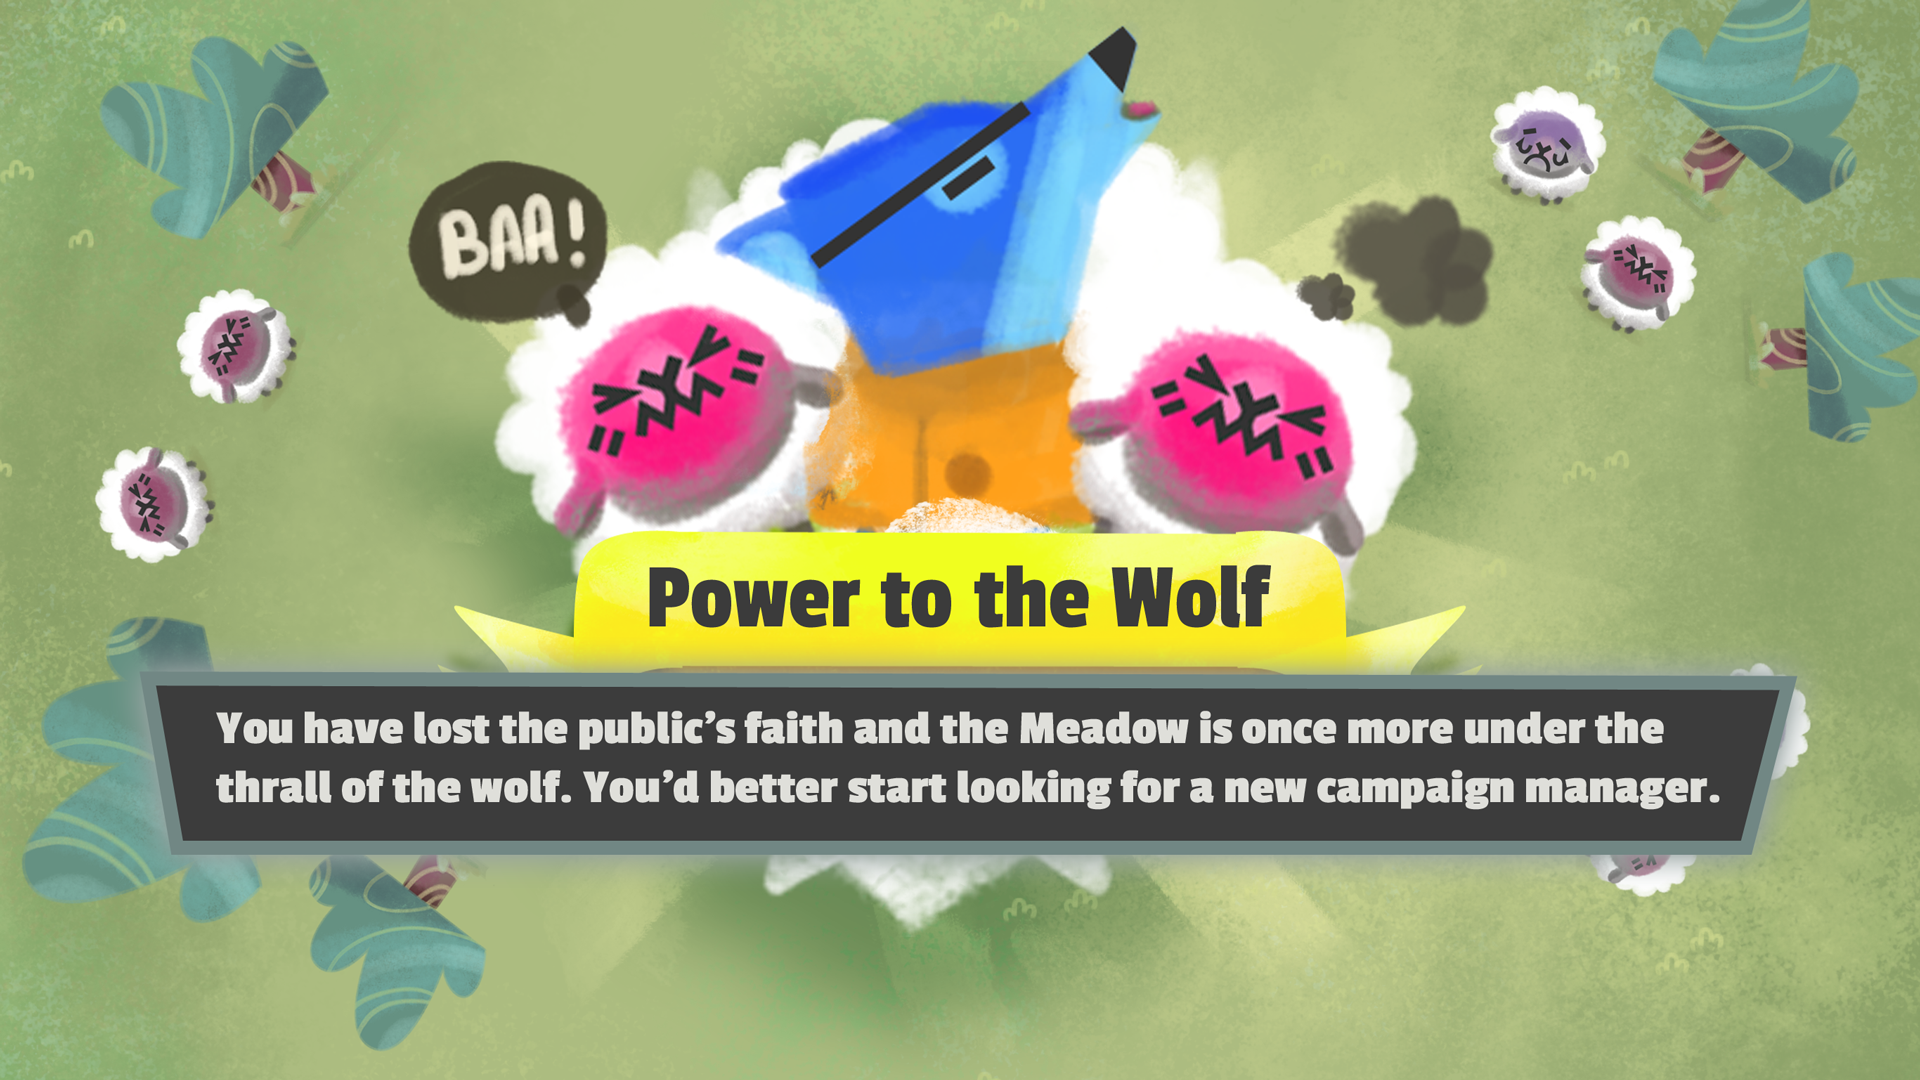 BAA!
Power to the Wolf
You have lost the public's faith and the Meadow is once more under the
thrall of the wolf. You'd better start looking for a new campaign manager.